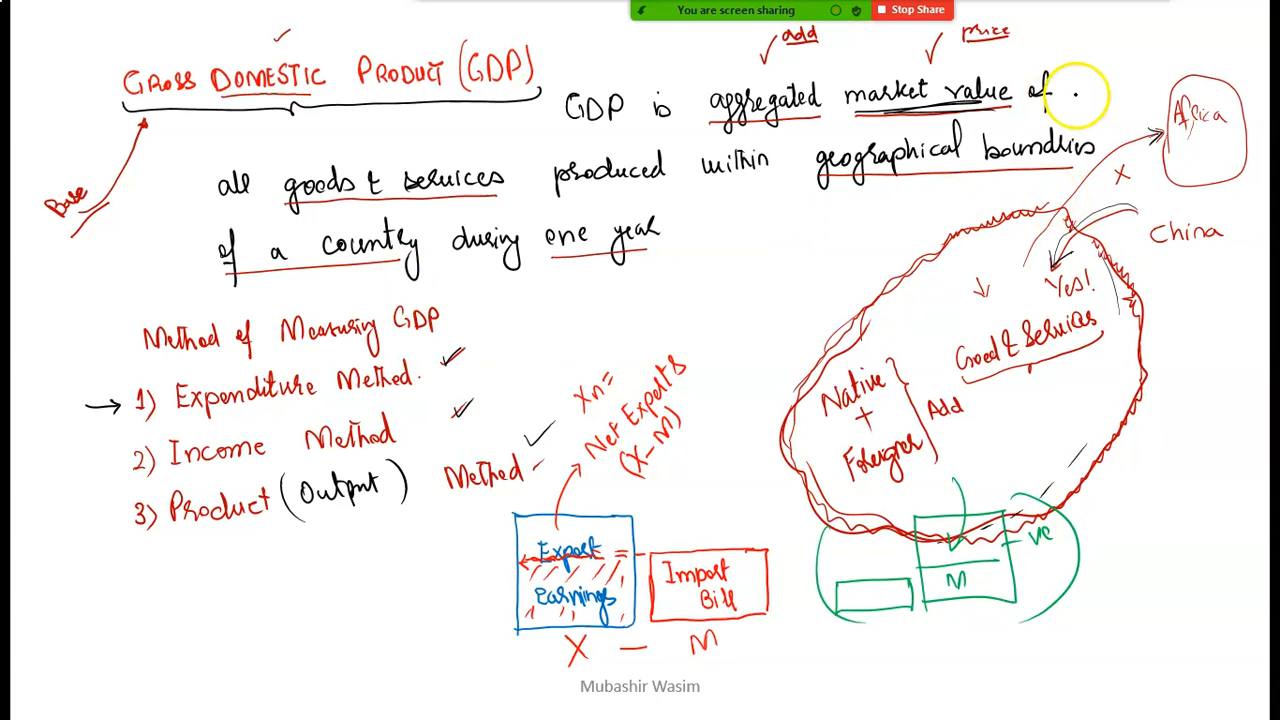 You are screen sharing
Stop Share
add
price
GROSS DOMESTIC PRODUCT (GDP)
GDP is aggregated market value of
all goods & services produced within geographical boundries
of a country during one year
Base
Africa
X
China
Yes!
Good & Services
Native
+
Foreigner
Add
Method of Measuring GDP
1) Expenditure Method.
2) Income Method
3) Product (Output) Method
Xn =
Net Exports
(X-M)
Export
earnings
=
Import
Bill
X — M
M
- ve
Mubashir Wasim